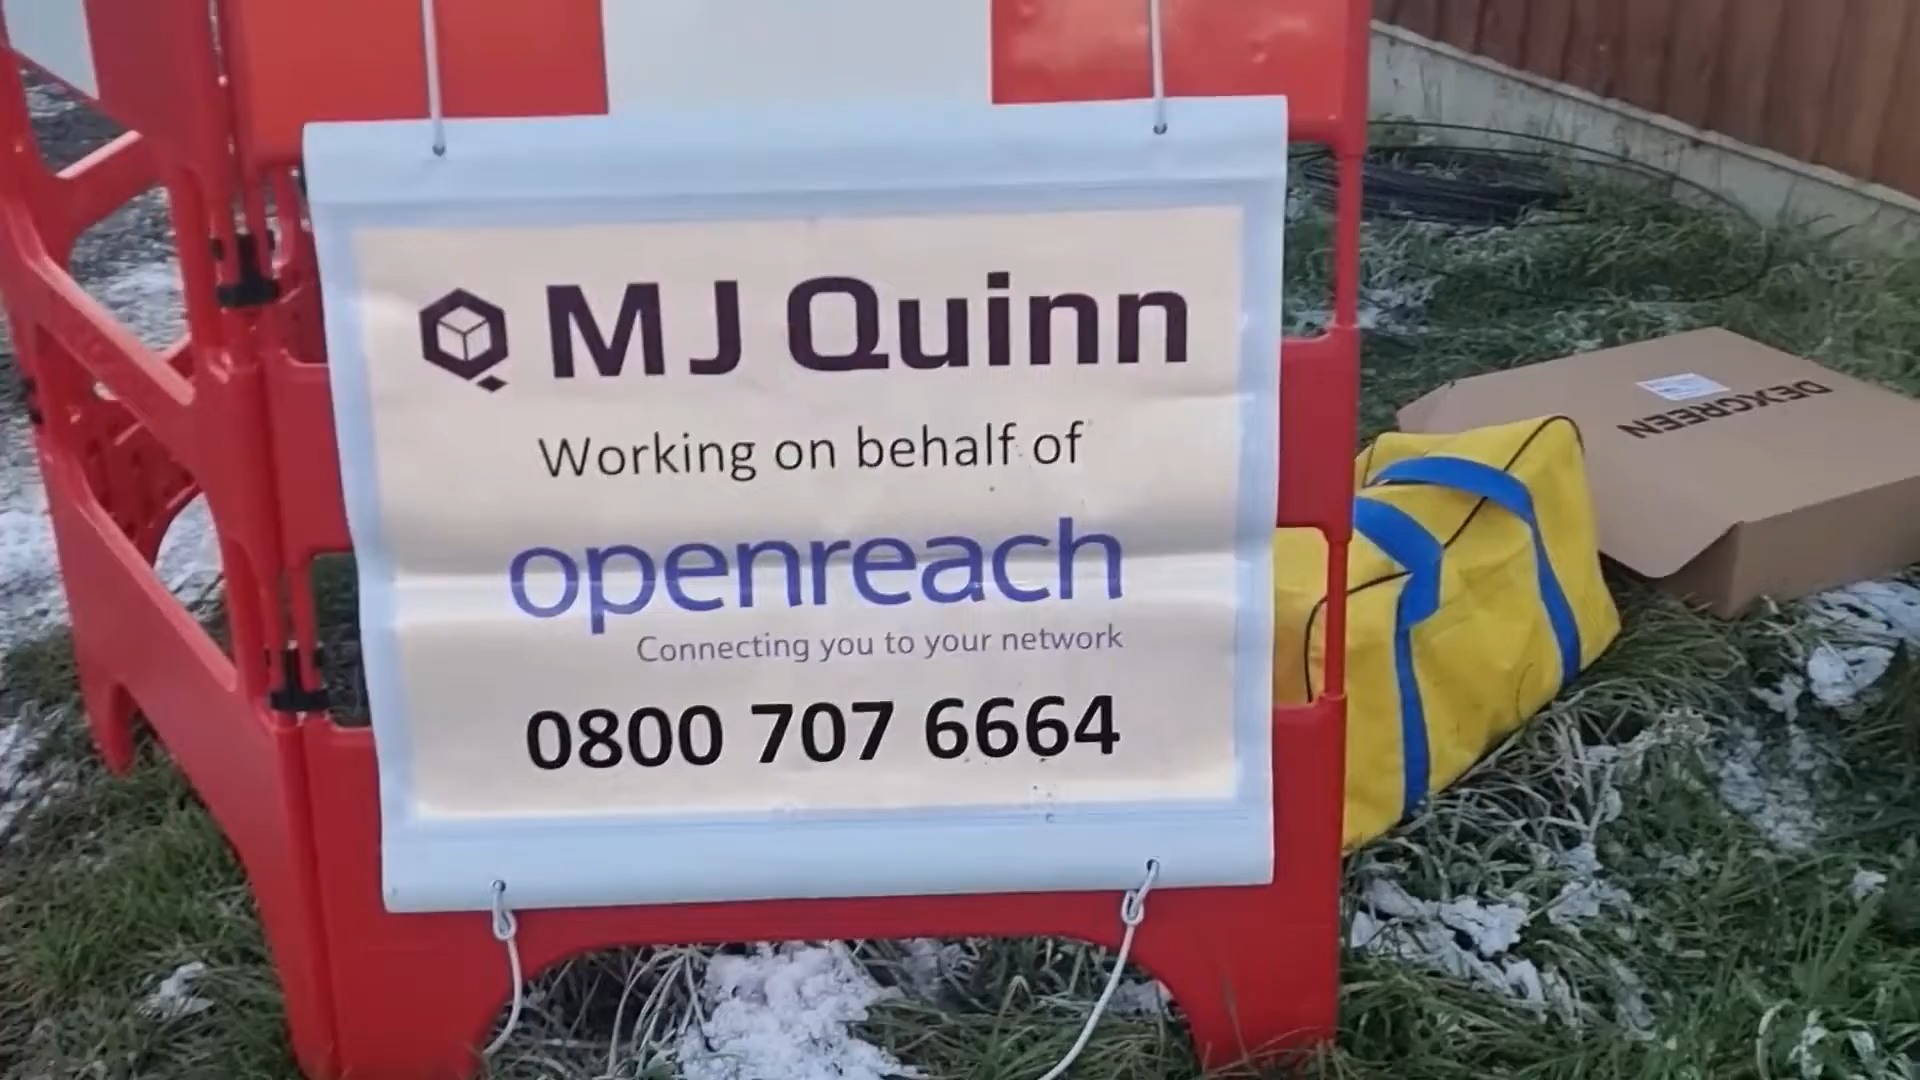 MJ Quinn
Working on behalf of
openreach
Connecting you to your network
0800 707 6664
DEXGREEN